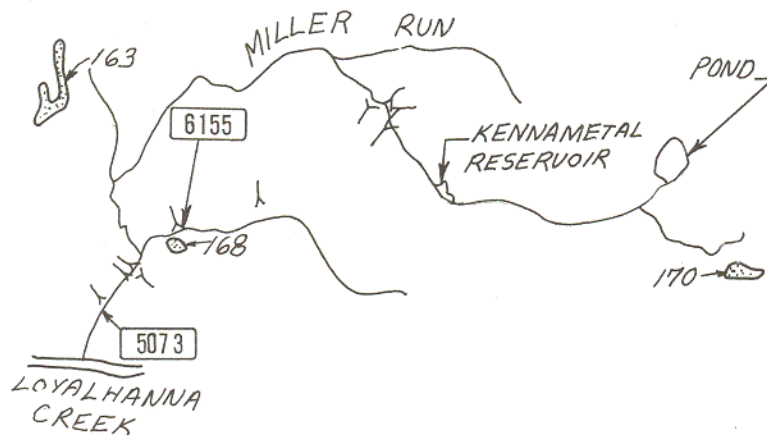 MILLER RUN
163
POND
6155
KENNAMETAL
RESERVOIR
168
170
5073
LOYALHANNA
CREEK